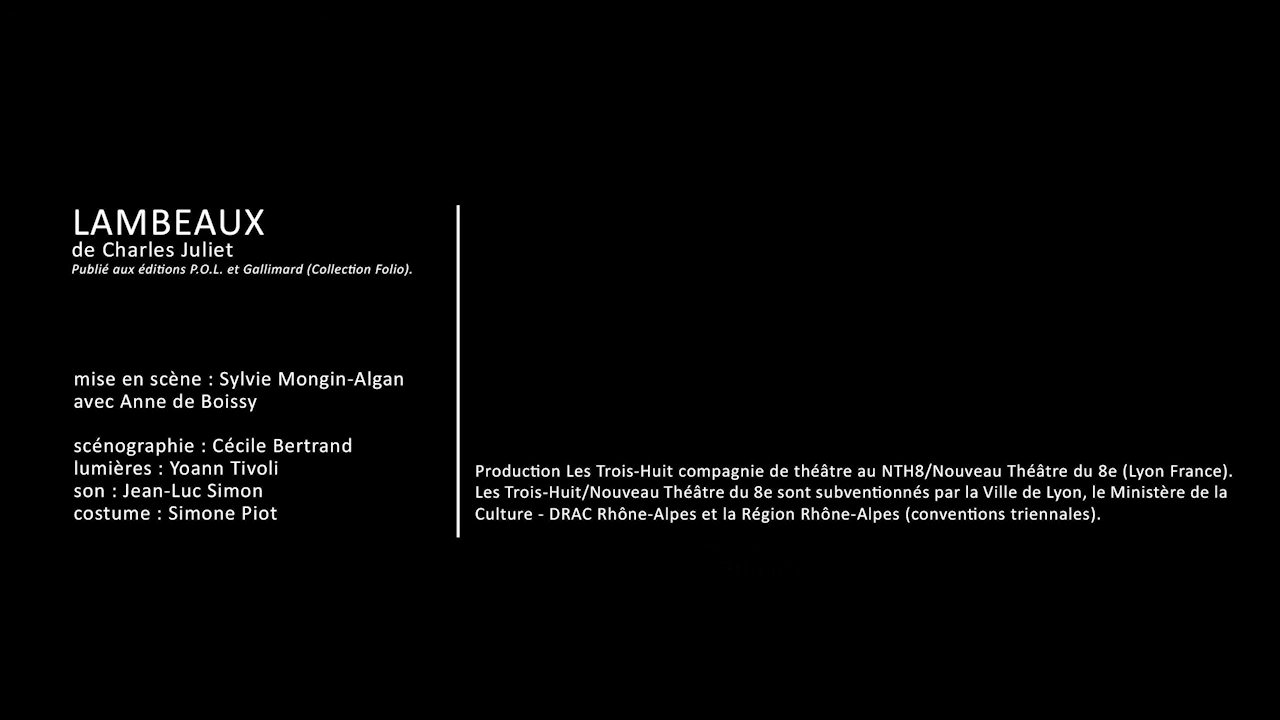 LAMBEAUX
de Charles Juliet
Publié aux éditions P.O.L. et Gallimard (Collection Folio).
mise en scène : Sylvie Mongin-Algan
avec Anne de Boissy
scénographie : Cécile Bertrand
lumières : Yoann Tivoli
son : Jean-Luc Simon
costume : Simone Piot
Production Les Trois-Huit compagnie de théâtre au NTH8/Nouveau Théâtre du 8e (Lyon France).
Les Trois-Huit/Nouveau Théâtre du 8e sont subventionnés par la Ville de Lyon, le Ministère de la
Culture - DRAC Rhône-Alpes et la Région Rhône-Alpes (conventions triennales).